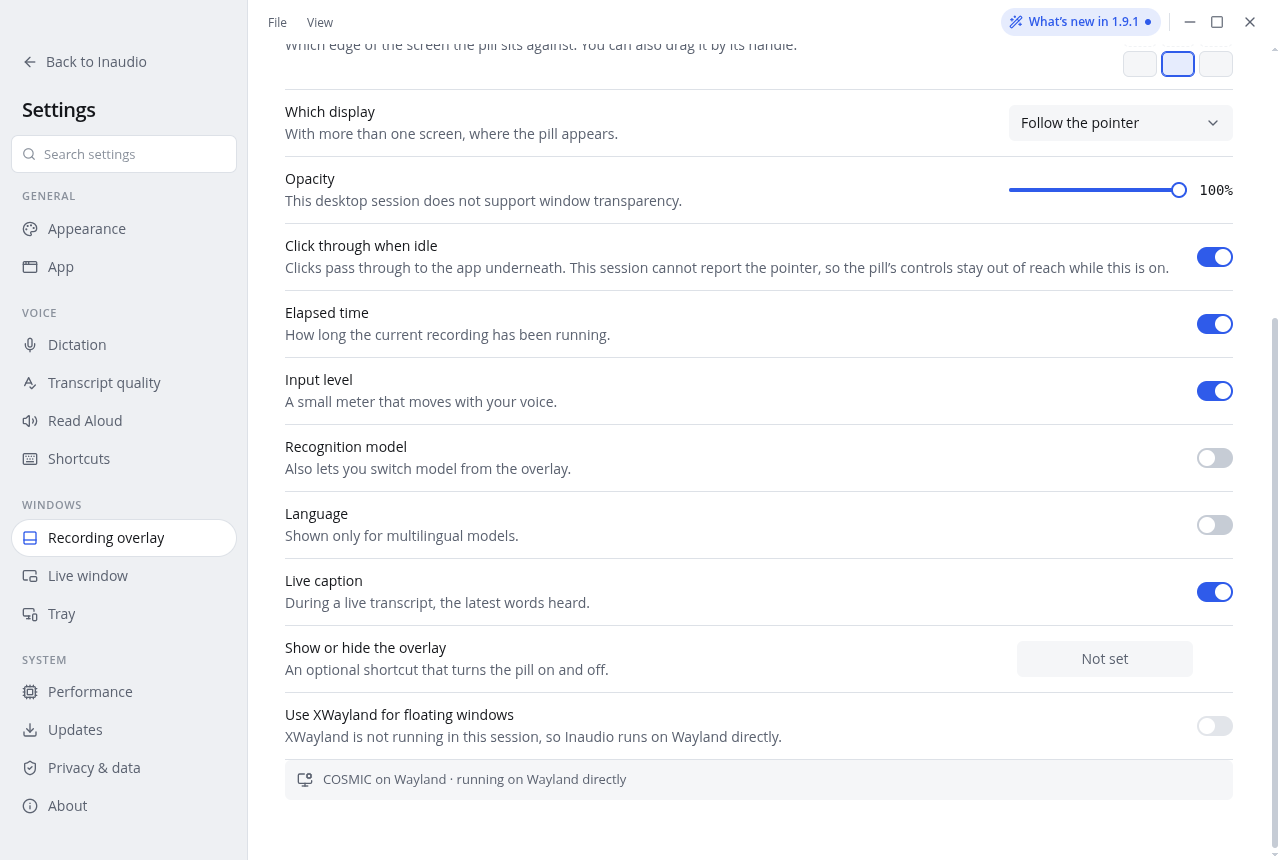 File
View
What's new in 1.9.1
Back to Inaudio
Settings
Search settings
GENERAL
Appearance
App
VOICE
Dictation
Transcript quality
Read Aloud
Shortcuts
WINDOWS
Recording overlay
Live window
Tray
SYSTEM
Performance
Updates
Privacy & data
About
Which edge of the screen the pill sits against. You can also drag it by its handle.
Which display
With more than one screen, where the pill appears.
Follow the pointer
Opacity
This desktop session does not support window transparency.
100%
Click through when idle
Clicks pass through to the app underneath. This session cannot report the pointer, so the pill’s controls stay out of reach while this is on.
Elapsed time
How long the current recording has been running.
Input level
A small meter that moves with your voice.
Recognition model
Also lets you switch model from the overlay.
Language
Shown only for multilingual models.
Live caption
During a live transcript, the latest words heard.
Show or hide the overlay
An optional shortcut that turns the pill on and off.
Not set
Use XWayland for floating windows
XWayland is not running in this session, so Inaudio runs on Wayland directly.
COSMIC on Wayland · running on Wayland directly